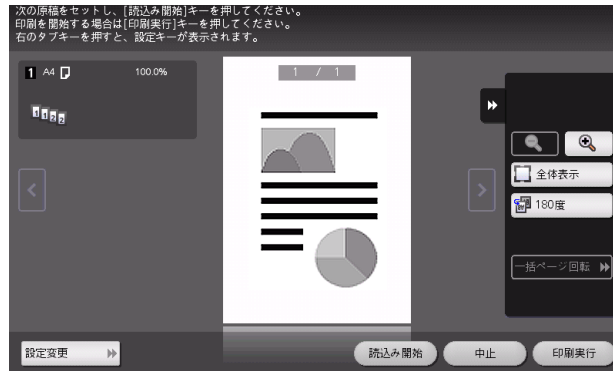 次の原稿をセットし、[読込み開始]キーを押してください。
印刷を開始する場合は[印刷実行]キーを押してください。
右のタブキーを押すと、設定キーが表示されます。
1 A4 100.0%
1 / 1
1 1 2 2
全体表示
180度
一括ページ回転
設定変更
読込み開始
中止
印刷実行